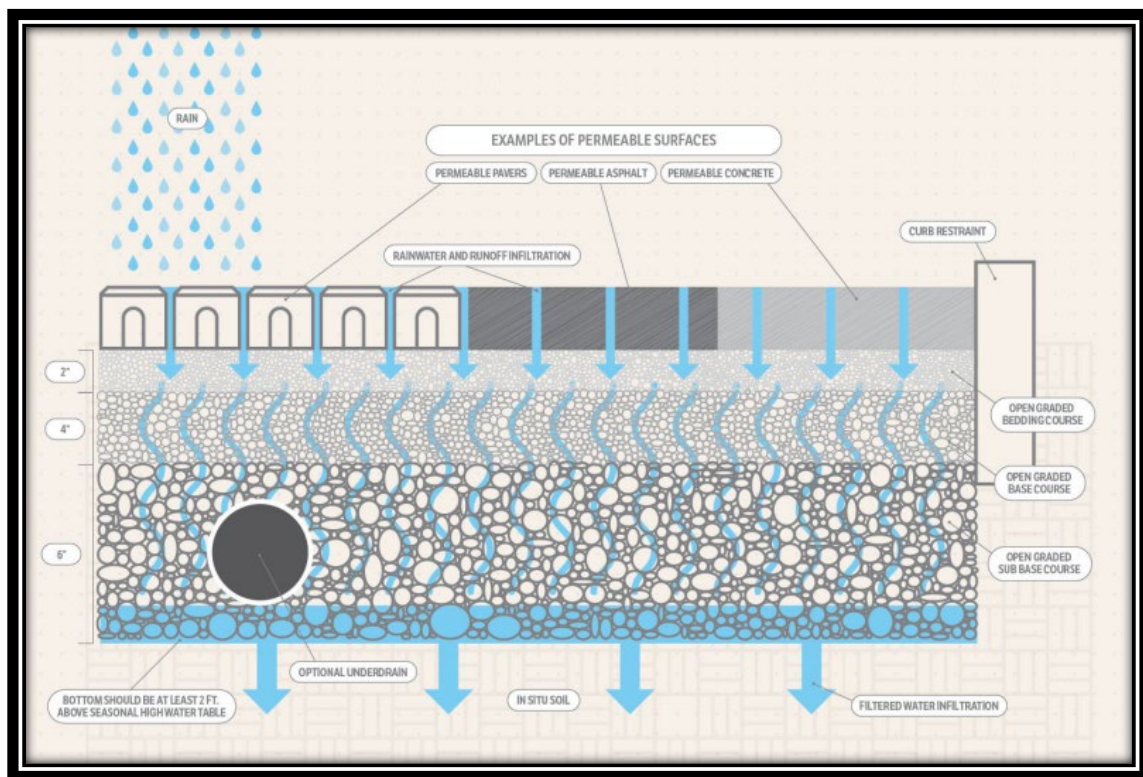 RAIN
EXAMPLES OF PERMEABLE SURFACES
PERMEABLE PAVERS
PERMEABLE ASPHALT
PERMEABLE CONCRETE
CURB RESTRAINT
RAINWATER AND RUNOFF INFILTRATION
2"
4"
6"
OPEN GRADED
BEDDING COURSE
OPEN GRADED
BASE COURSE
OPEN GRADED
SUB BASE COURSE
OPTIONAL UNDERDRAIN
BOTTOM SHOULD BE AT LEAST 2 FT.
ABOVE SEASONAL HIGH WATER TABLE
IN SITU SOIL
FILTERED WATER INFILTRATION